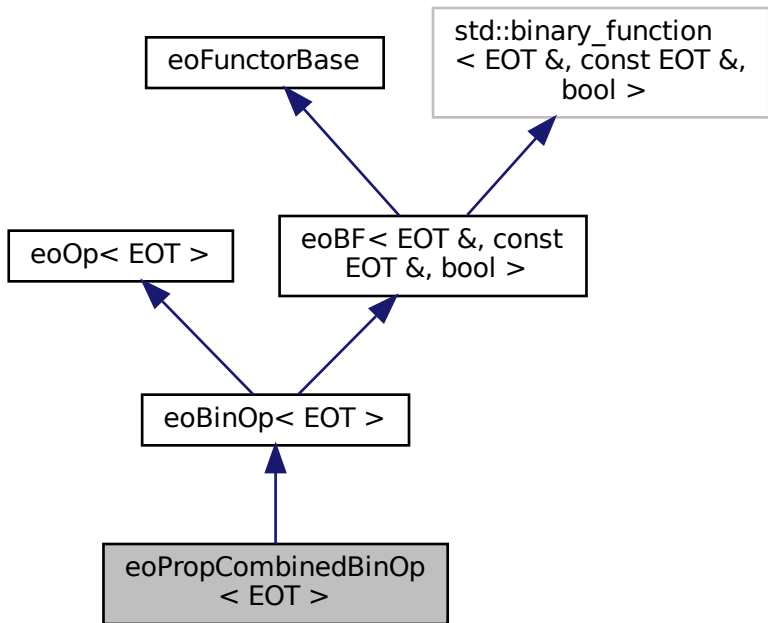 std::binary_function
< EOT &, const EOT &,
bool >
eoFunctorBase
eoBF< EOT &, const
EOT &, bool >
eoOp< EOT >
eoBinOp< EOT >
eoPropCombinedBinOp
< EOT >